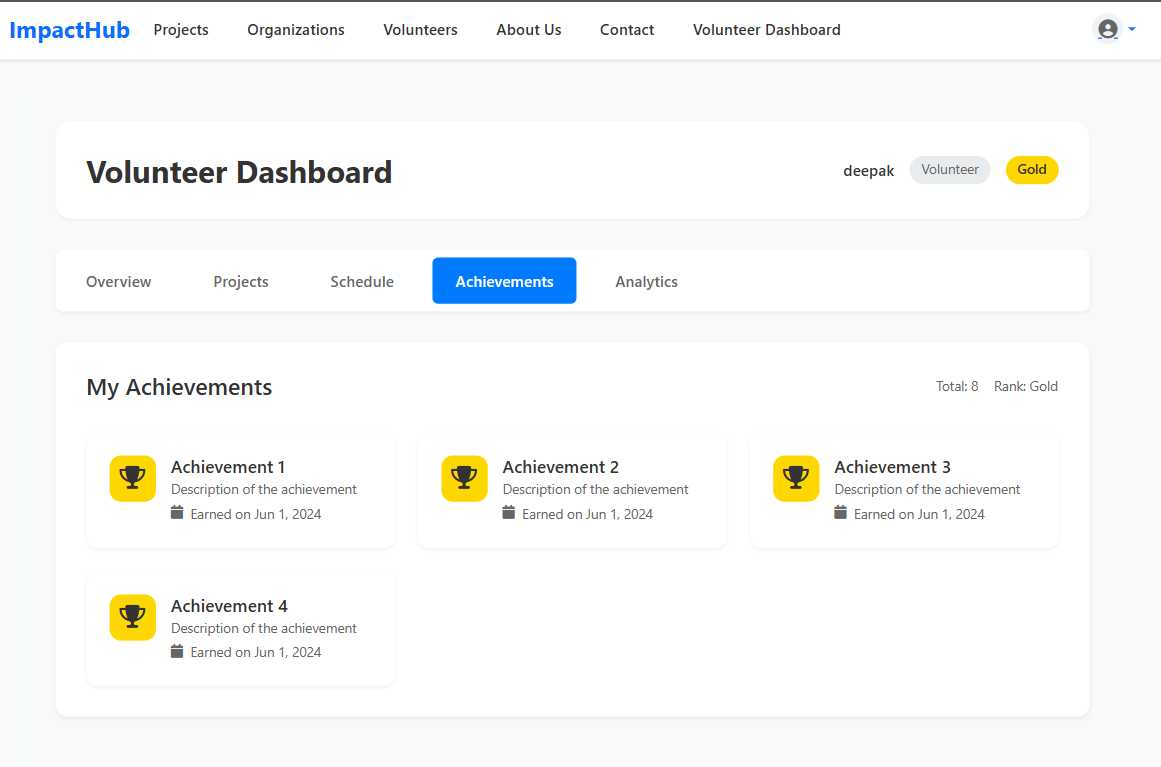 ImpactHub Projects Organizations Volunteers About Us Contact Volunteer Dashboard
Volunteer Dashboard deepak Volunteer Gold
Overview Projects Schedule Achievements Analytics
My Achievements Total: 8 Rank: Gold
Achievement 1
Description of the achievement
Earned on Jun 1, 2024
Achievement 2
Description of the achievement
Earned on Jun 1, 2024
Achievement 3
Description of the achievement
Earned on Jun 1, 2024
Achievement 4
Description of the achievement
Earned on Jun 1, 2024